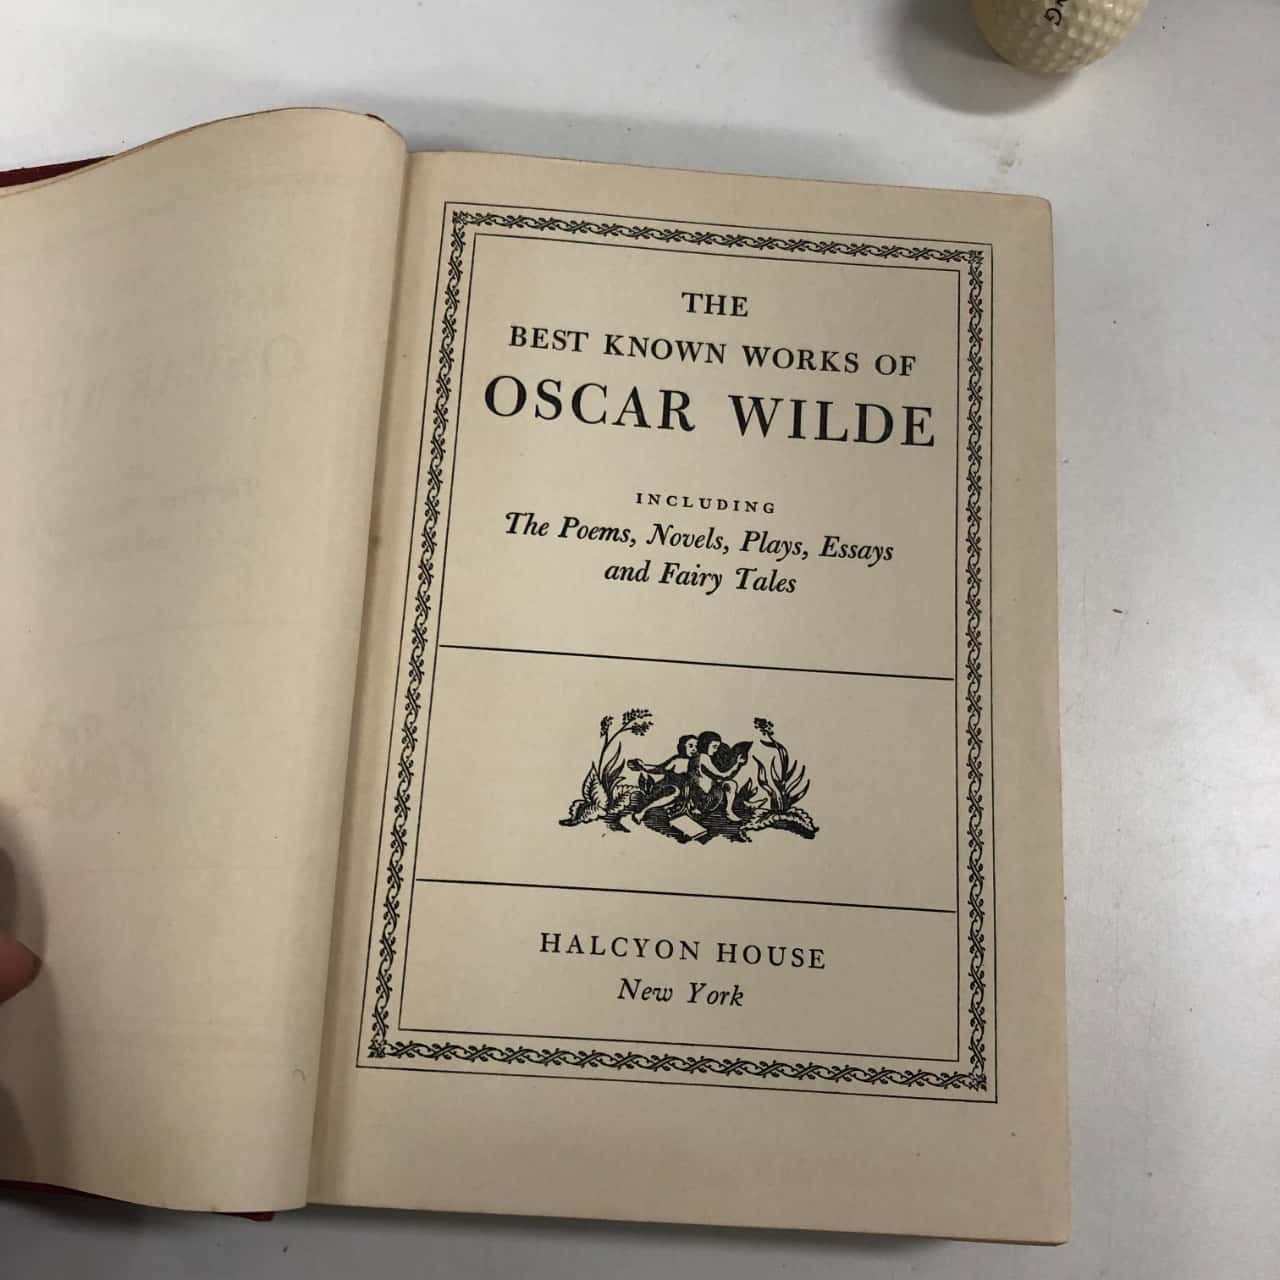 THE
BEST KNOWN WORKS OF
OSCAR WILDE
INCLUDING
The Poems, Novels, Plays, Essays
and Fairy Tales
HALCYON HOUSE
New York